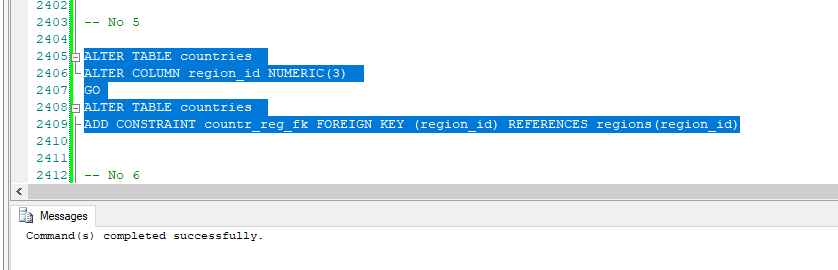 2402
2403 -- No 5
2404
2405 ALTER TABLE countries
2406 ALTER COLUMN region_id NUMERIC(3)
2407 GO
2408 ALTER TABLE countries
2409 ADD CONSTRAINT countr_reg_fk FOREIGN KEY (region_id) REFERENCES regions(region_id)
2410
2411
2412 -- No 6
Messages
Command(s) completed successfully.